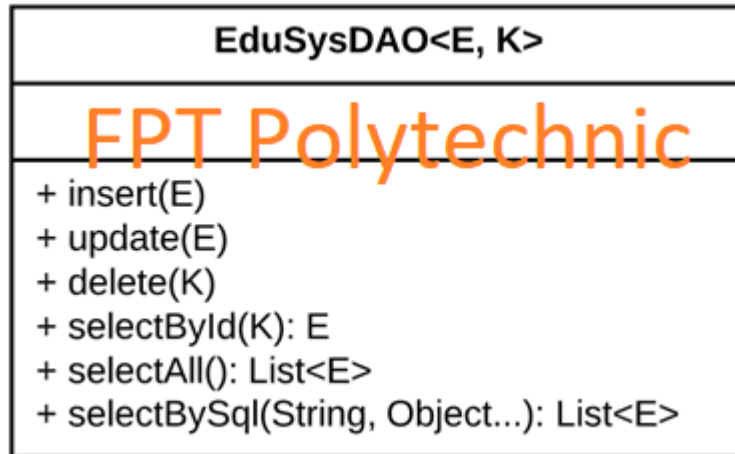 EduSysDAO<E, K>
FPT Polytechnic
+ insert(E)
+ update(E)
+ delete(K)
+ selectById(K): E
+ selectAll(): List<E>
+ selectBySql(String, Object...): List<E>